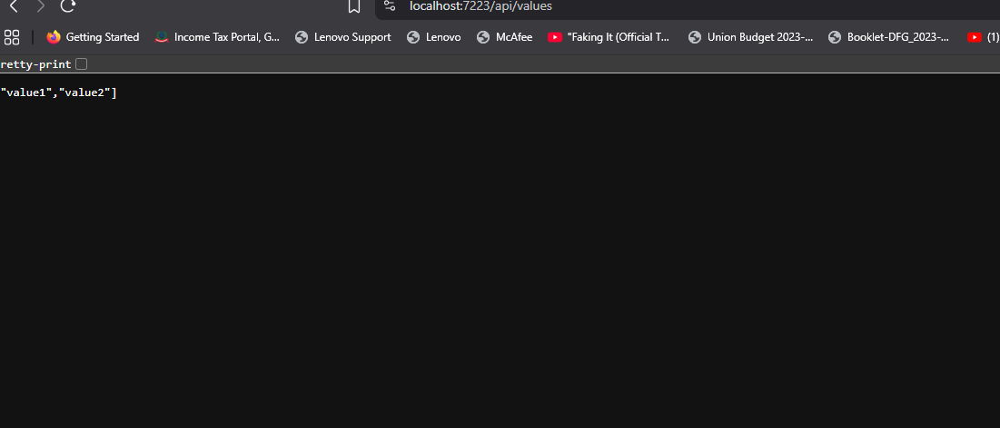 localhost:7223/api/values
Getting Started Income Tax Portal, G... Lenovo Support Lenovo McAfee "Faking It (Official T... Union Budget 2023-... Booklet-DFG_2023-... (1)
retty-print
"value1","value2"]